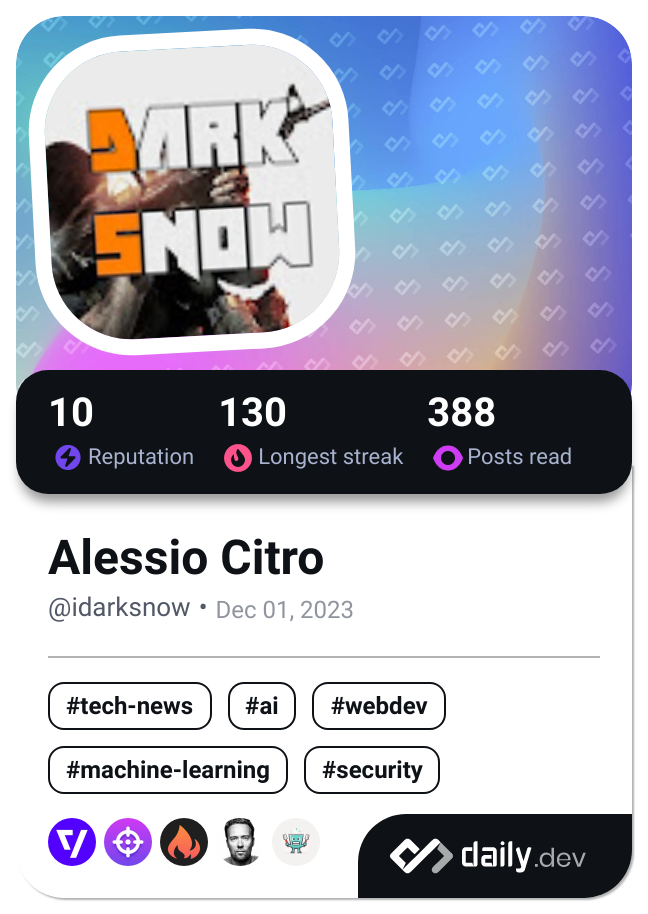 DARK
SNOW
10 130 388
Reputation Longest streak Posts read
Alessio Citro
@idarksnow • Dec 01, 2023
#tech-news #ai #webdev
#machine-learning #security
daily.dev